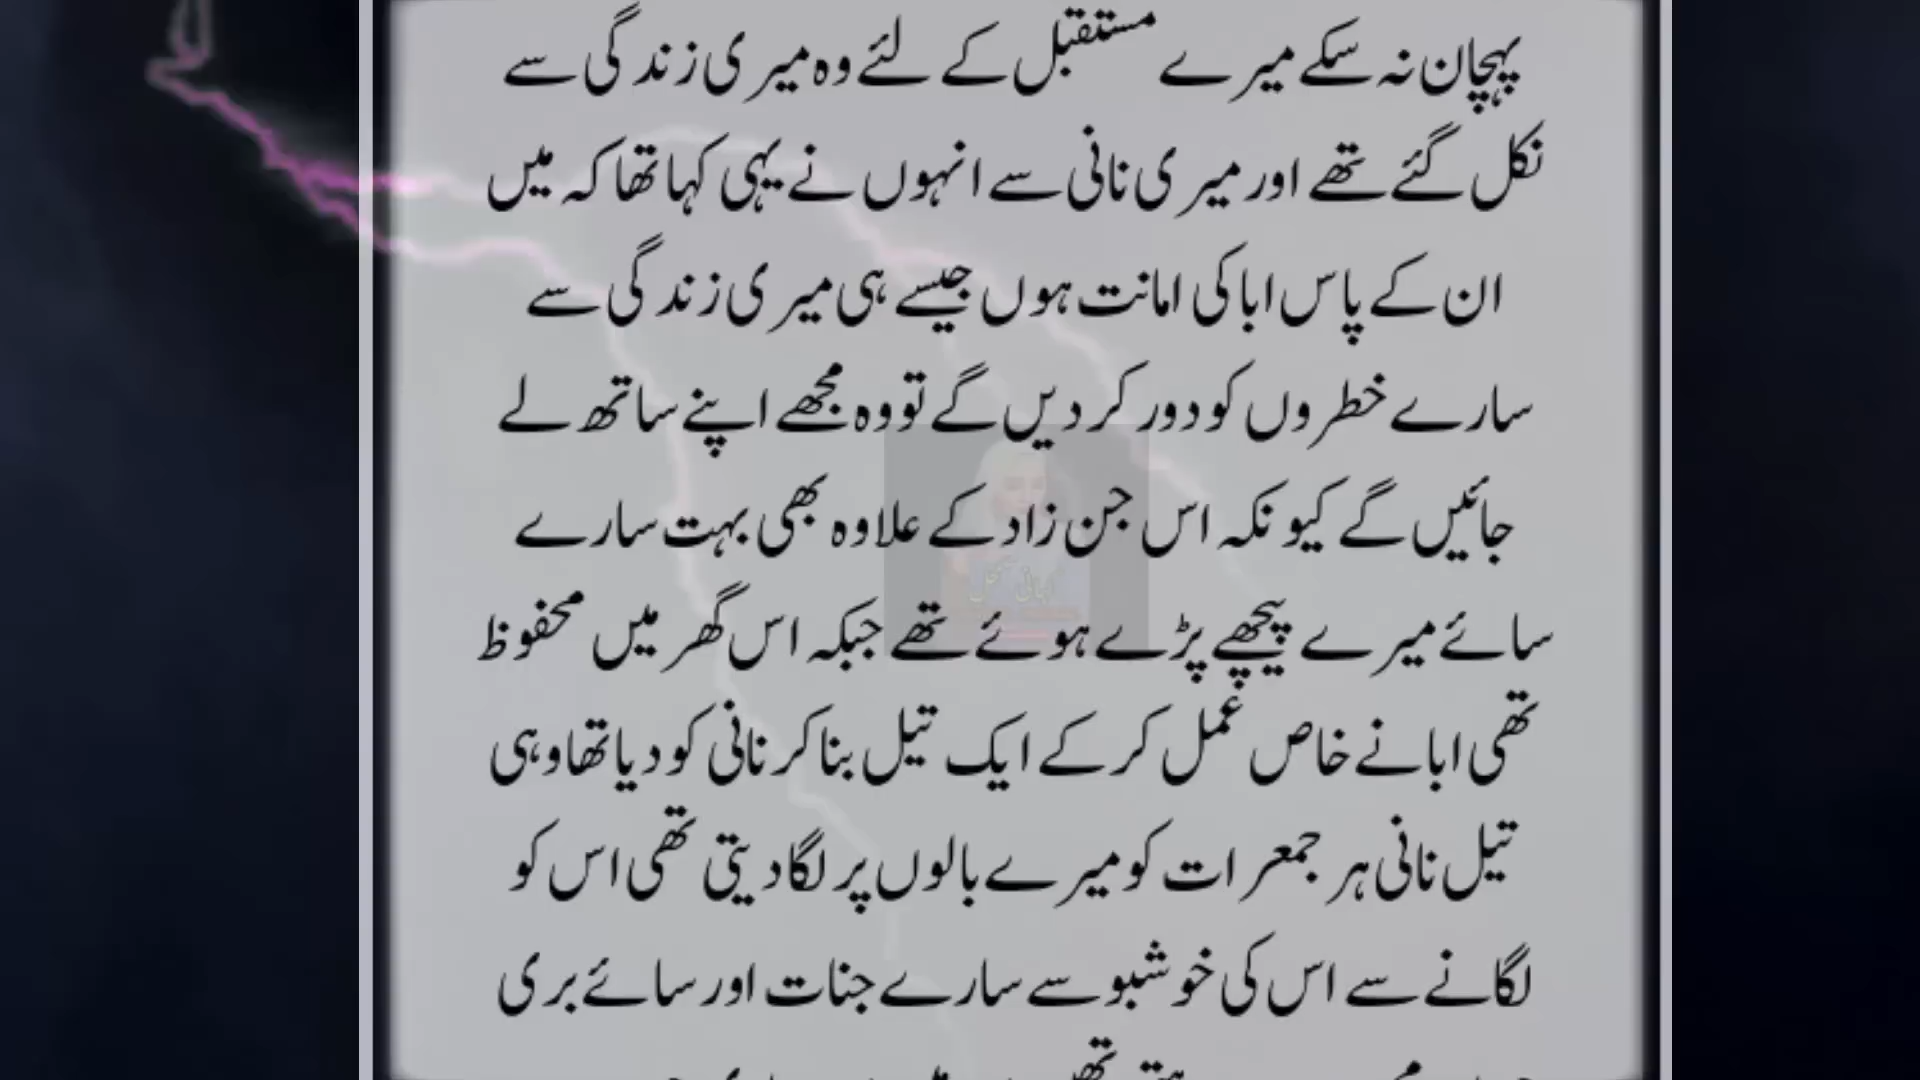 پہچان نہ سکے میرے مستقبل کے لئے وہ میری زندگی سے
نکل گئے تھے اور میری نانی سے انہوں نے یہی کہا تھا کہ میں
ان کے پاس ابا کی امانت ہوں جیسے ہی میری زندگی سے
سارے خطروں کو دور کر دیں گے تو وہ مجھے اپنے ساتھ لے
جائیں گے کیونکہ اس جن زاد کے علاوہ بھی بہت سارے
سائے میرے پیچھے پڑے ہوئے تھے جبکہ اس گھر میں محفوظ
تھی ابا نے خاص عمل کر کے ایک تیل بنا کر نانی کو دیا تھا وہی
تیل نانی ہر جمعرات کو میرے بالوں پر لگا دیتی تھی اس کو
لگانے سے اس کی خوشبو سے سارے جنات اور سائے بری